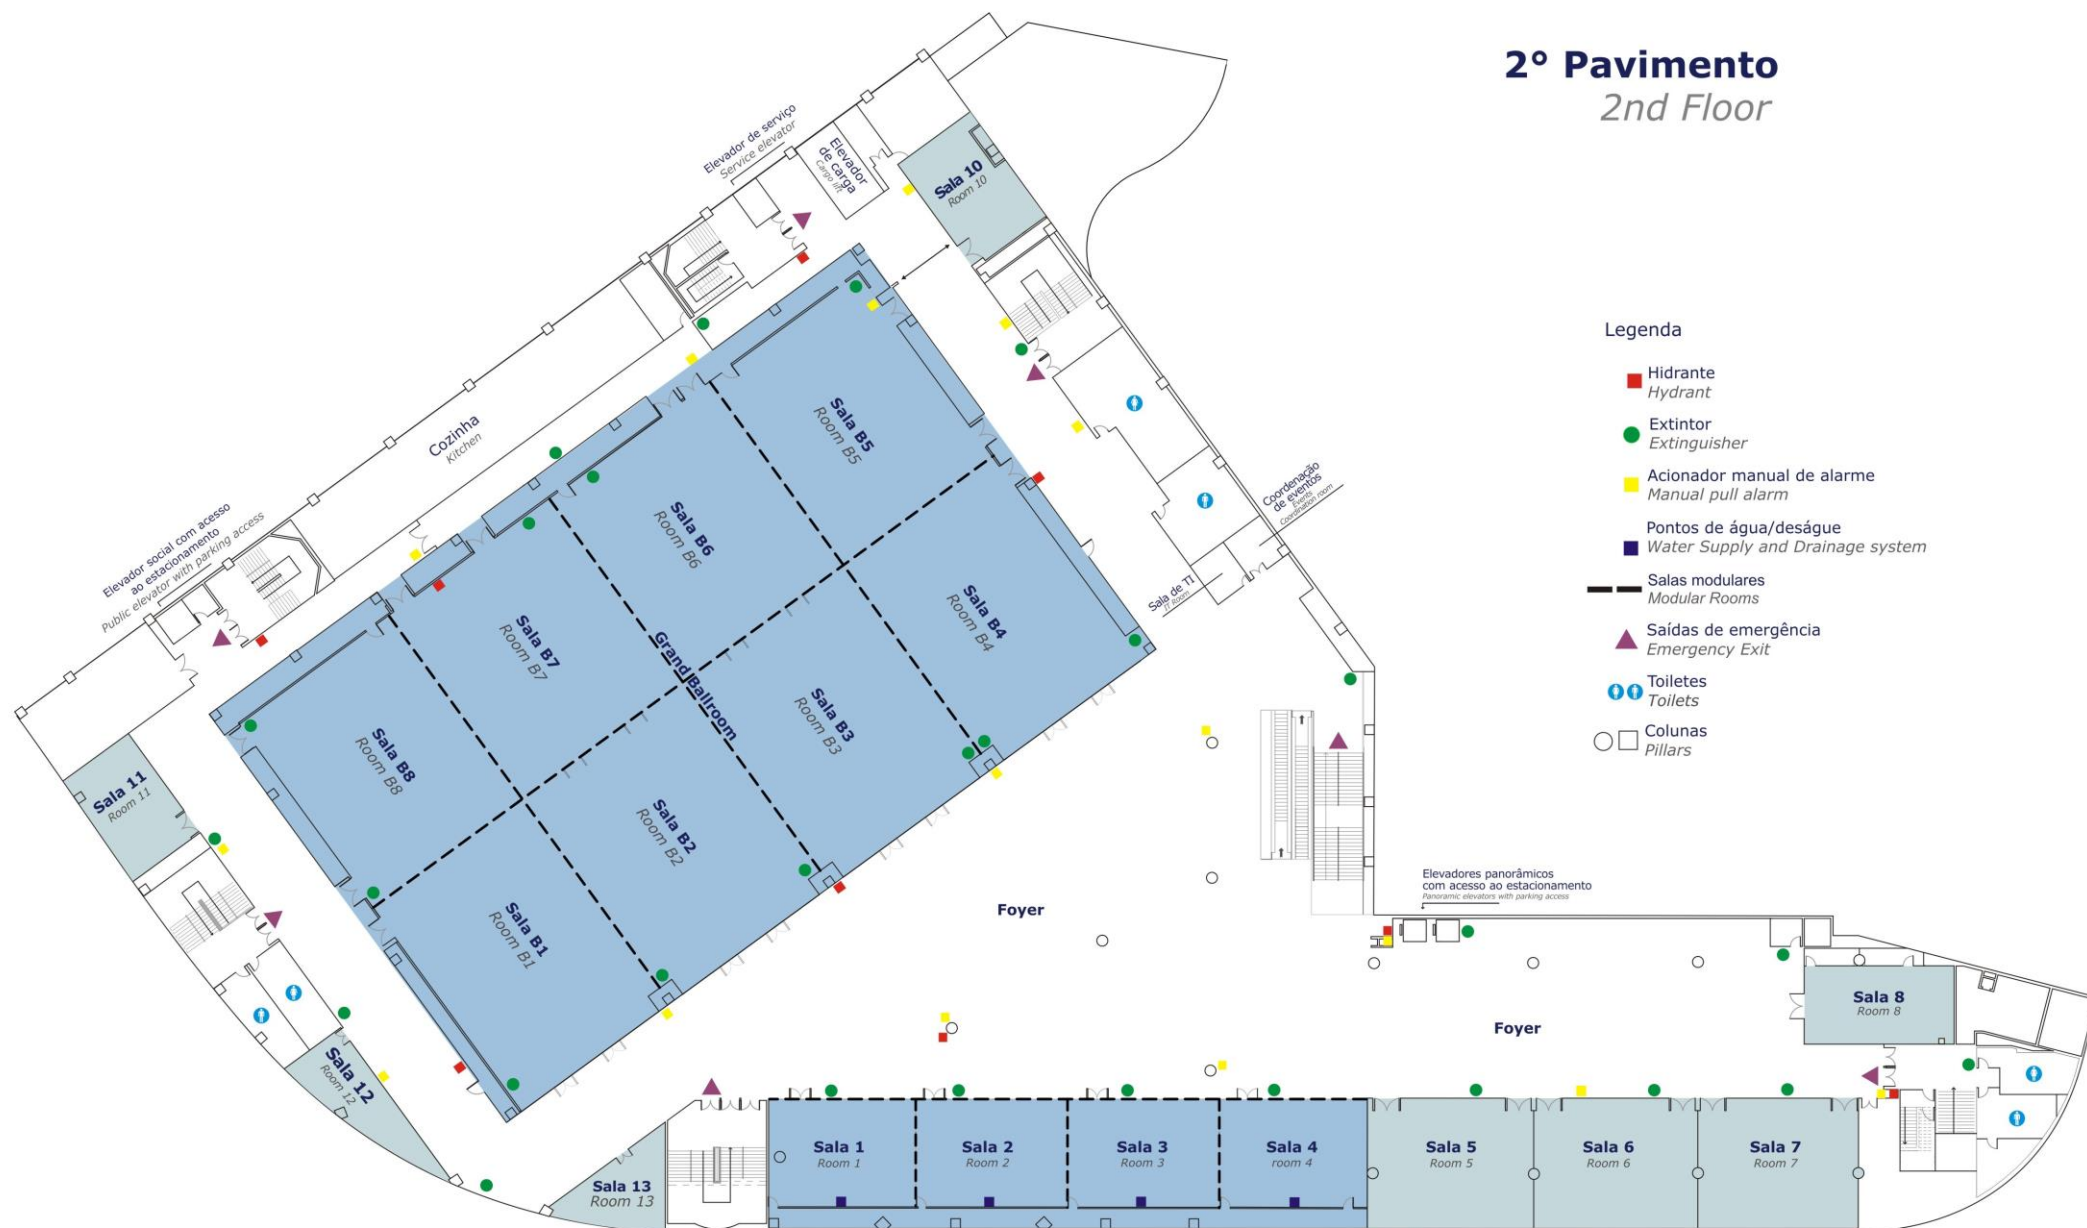 2° Pavimento
2nd Floor
Elevador de serviço
Service elevator
Elevador
de carga
Cargo lift
Sala 10
Room 10
Legenda
Hidrante
Hydrant
Extintor
Extinguisher
Acionador manual de alarme
Manual pull alarm
Pontos de água/deságue
Water Supply and Drainage system
Salas modulares
Modular Rooms
Saídas de emergência
Emergency Exit
Toiletes
Toilets
Colunas
Pillars
Cozinha
Kitchen
Sala B5
Room B5
Sala B6
Room B6
Coordenação
de eventos
Events
Coordination room
Elevador social com acesso
ao estacionamento
Public elevator with parking access
Sala de TI
IT Room
Sala B7
Room B7
Sala B4
Room B4
Grand Ballroom
Sala B8
Room B8
Sala B3
Room B3
Sala 11
Room 11
Sala B2
Room B2
Sala B1
Room B1
Foyer
Elevadores panorâmicos
com acesso ao estacionamento
Panoramic elevators with parking access
Sala 8
Room 8
Foyer
Sala 12
Room 12
Sala 13
Room 13
Sala 1
Room 1
Sala 2
Room 2
Sala 3
Room 3
Sala 4
room 4
Sala 5
Room 5
Sala 6
Room 6
Sala 7
Room 7